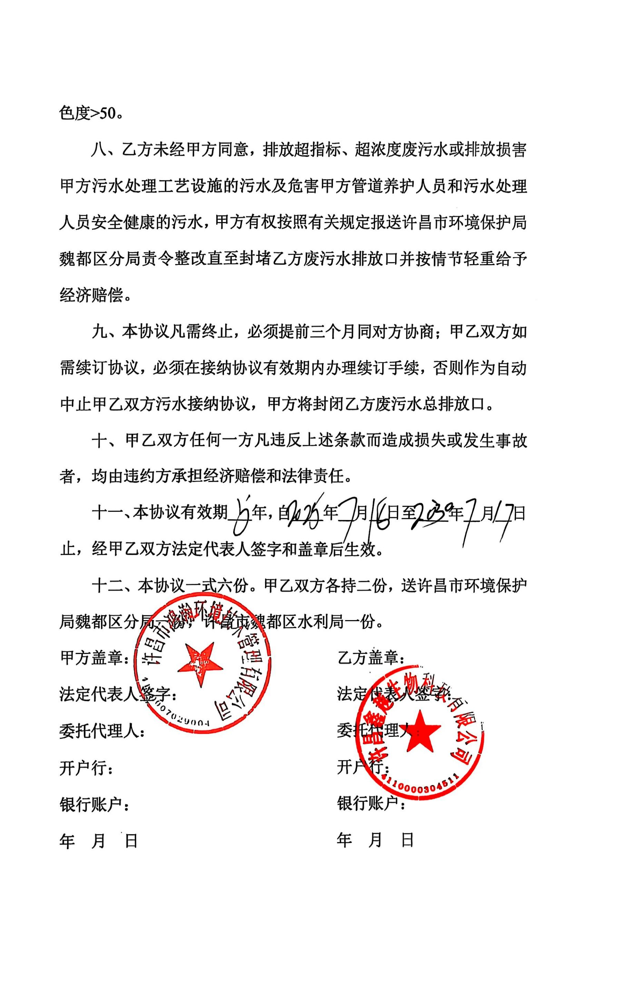 色度>50。
八、乙方未经甲方同意，排放超指标、超浓度废污水或排放损害
甲方污水处理工艺设施的污水及危害甲方管道养护人员和污水处理
人员安全健康的污水，甲方有权按照有关规定报送许昌市环境保护局
魏都区分局责令整改直至封堵乙方废污水排放口并按情节轻重给予
经济赔偿。
九、本协议凡需终止，必须提前三个月同对方协商；甲乙双方如
需续订协议，必须在接纳协议有效期内办理续订手续，否则作为自动
中止甲乙双方污水接纳协议，甲方将封闭乙方废污水总排放口。
十、甲乙双方任何一方凡违反上述条款而造成损失或发生事故
者，均由违约方承担经济赔偿和法律责任。
十一、本协议有效期5年，自2025年7月18日至2030年7月17日
止，经甲乙双方法定代表人签字和盖章后生效。
十二、本协议一式六份。甲乙双方各持二份，送许昌市环境保护
局魏都区分局一份，许昌市魏都区水利局一份。
甲方盖章：
乙方盖章：
法定代表人签字：
法定代表人签字：
委托代理人：
委托代理人：
开户行：
开户行：
银行账户：
银行账户：
年 月 日
年 月 日
许昌市瀚环境管理有限公司
许昌鑫越生物科技有限公司
4110000304511